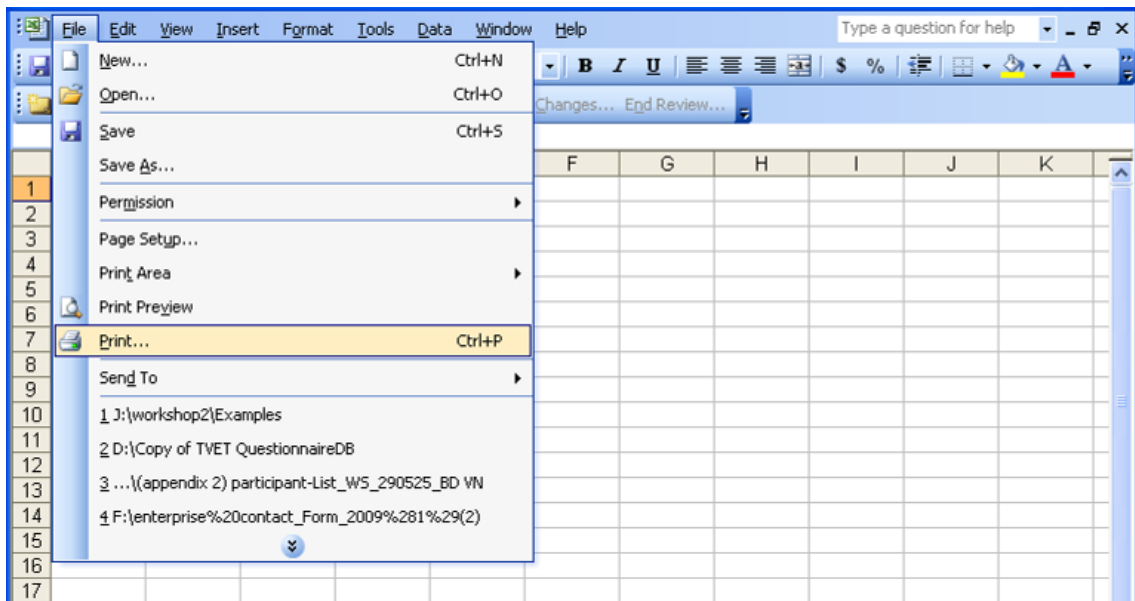 File Edit View Insert Format Tools Data Window Help Type a question for help
New... Ctrl+N
B I U $ % A
Open... Ctrl+O
Changes... End Review...
Save Ctrl+S
Save As...
F G H I J K
Permission
Page Setup...
Print Area
Print Preview
Print... Ctrl+P
Send To
1 J:\workshop2\Examples
2 D:\Copy of TVET QuestionnaireDB
3 ...\(appendix 2) participant-List_WS_290525_BD VN
4 F:\enterprise%20contact_Form_2009%281%29(2)
1
2
3
4
5
6
7
8
9
10
11
12
13
14
15
16
17